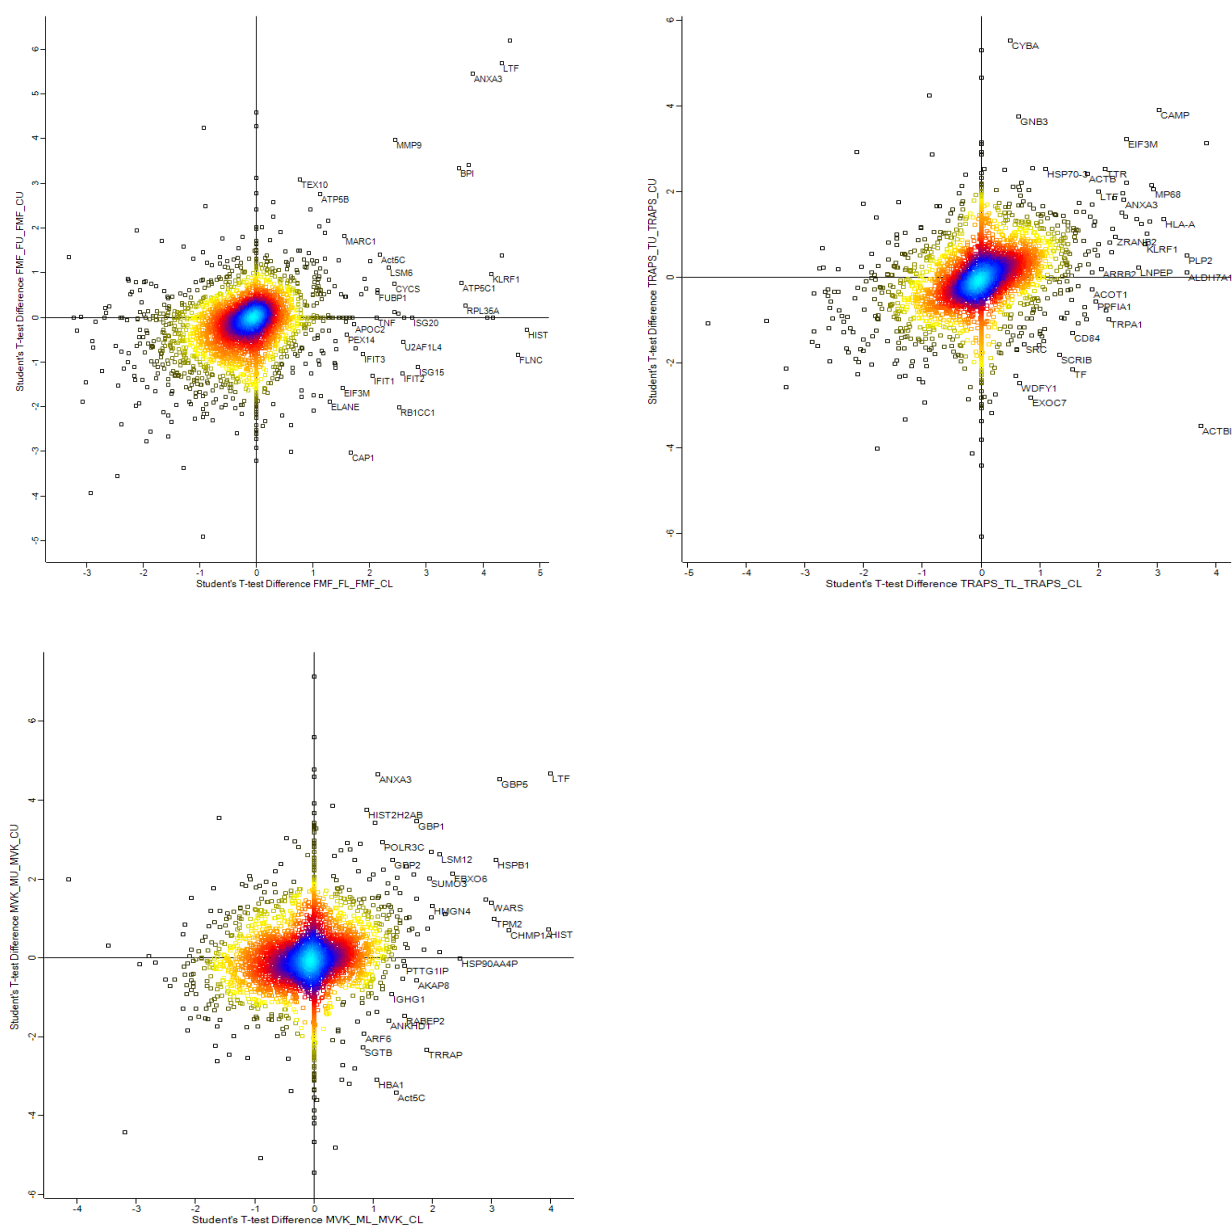 6
LTF
5
ANXA3
4
MMP9
BPI
3
TEX10
ATP5B
2
MARC1
Act5C
1
LSM6
KLRF1
CYCS
ATP5C1
FUBP1
RPL36A
0
TNF
ISG20
APOC2
HIST
PEX14
U2AF1L4
IFIT3
-1
FLNC
ISG15
IFIT1
IFIT2
EIF3M
-2
ELANE
RB1CC1
-3
CAP1
-4
-5
-3 -2 -1 0 1 2 3 4 5
Student's T-test Difference FMF_FL_FMF_CL
Student's T-test Difference FMF_FU_FMF_CU
6
CYBA
4
CAMP
GNB3
EIF3M
HSP70-3
TTR
ACTB
2
LTF
MP68
ANXA3
HLA-A
ZRANB2
KLRF1
PLP2
0
ARRB2
LNPEP
ALDH7A1
ACOT1
PPFIA1
TRPA1
CD84
SRC
-2
SCRIB
TF
WDFY1
EXOC7
ACTBL
-4
-6
-5 -4 -3 -2 -1 0 1 2 3 4
Student's T-test Difference TRAPS_TL_TRAPS_CL
Student's T-test Difference TRAPS_TU_TRAPS_CU
6
ANXA3
LTF
GBP5
4
HIST2H2AB
GBP1
POLR3C
LSM12
GBP2
HSPB1
FBXO6
2
SUMO3
HMGN4
WARS
TPM2
CHMP1A
HIST
0
HSP90AA4P
PTTG1IP
AKAP8
IGHG1
RABEP2
ANKHD1
-2
ARF6
SGTB
TRRAP
HBA1
Act5C
-4
-6
-4 -3 -2 -1 0 1 2 3 4
Student's T-test Difference MVK_ML_MVK_CL
Student's T-test Difference MVK_MU_MVK_CU